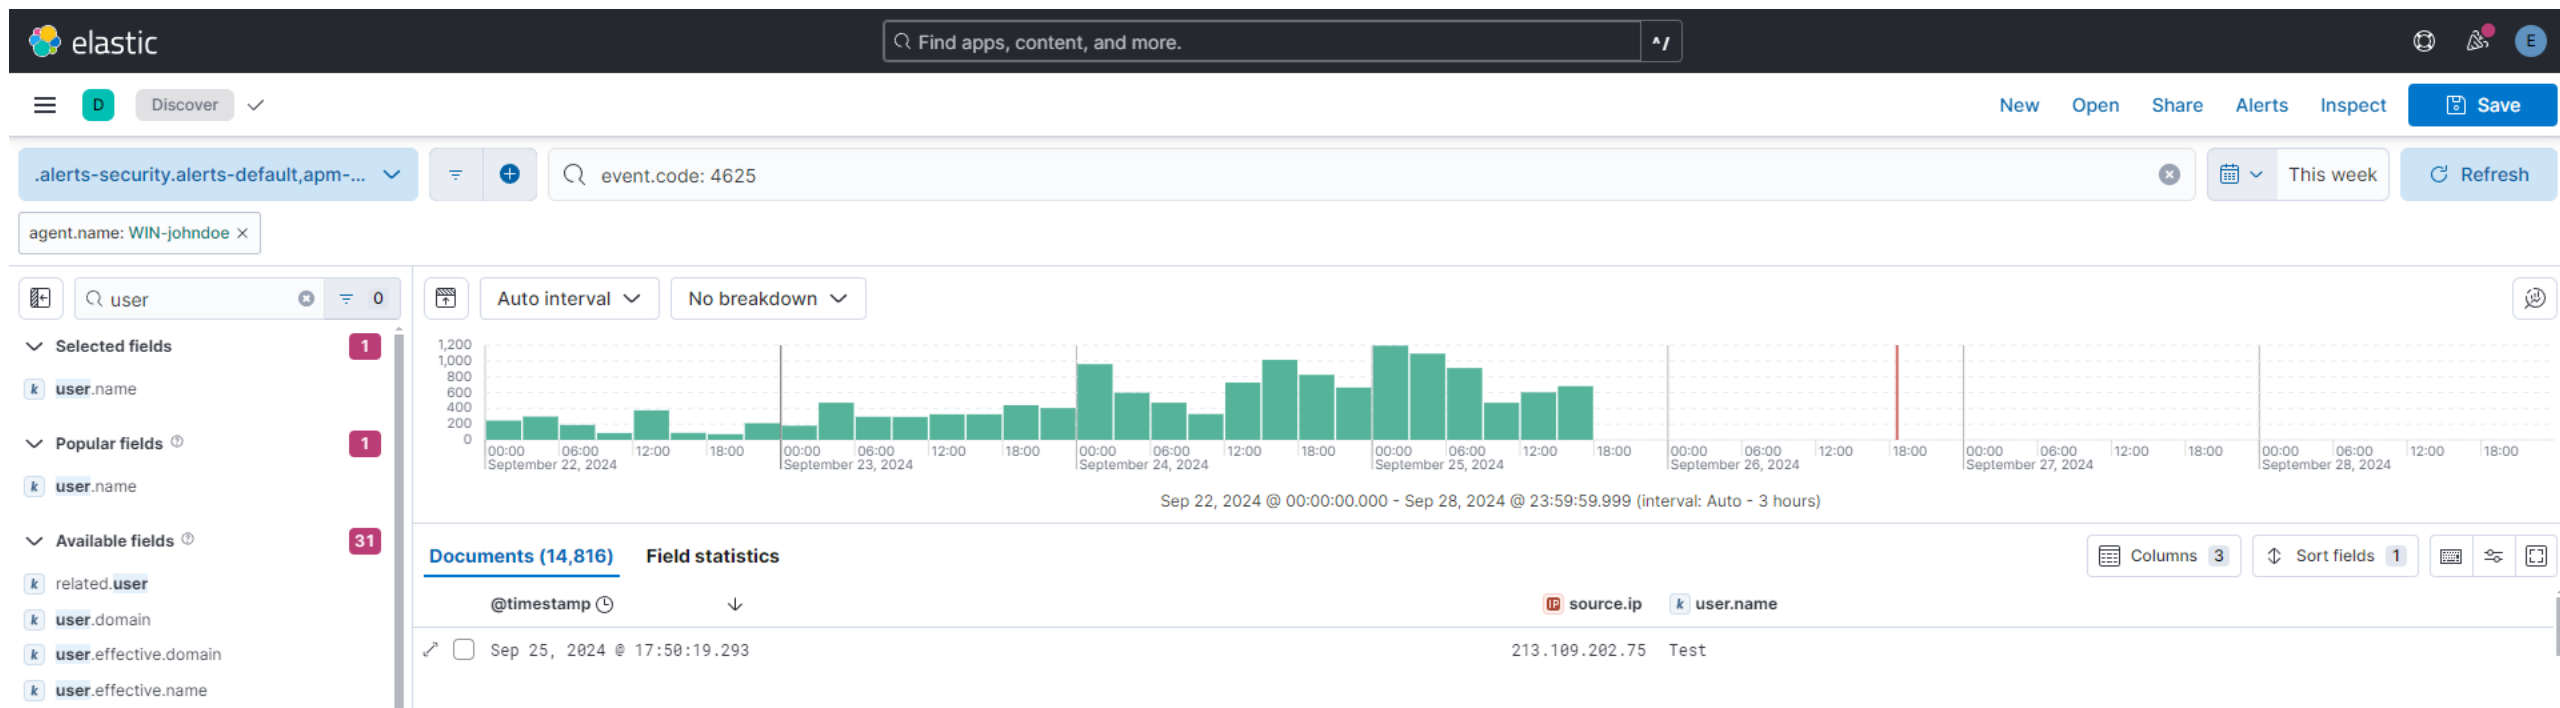 elastic
Find apps, content, and more.
^/
E
D
Discover
New
Open
Share
Alerts
Inspect
Save
.alerts-security.alerts-default,apm-...
event.code: 4625
This week
Refresh
agent.name: WIN-johndoe ×
user
0
Auto interval
No breakdown
Selected fields
1
k user.name
Popular fields
1
k user.name
Available fields
31
k related.user
k user.domain
k user.effective.domain
k user.effective.name
1,200
1,000
800
600
400
200
0
00:00 06:00 12:00 18:00 00:00 06:00 12:00 18:00 00:00 06:00 12:00 18:00 00:00 06:00 12:00 18:00 00:00 06:00 12:00 18:00 00:00 06:00 12:00 18:00 00:00 06:00 12:00 18:00
September 22, 2024 September 23, 2024 September 24, 2024 September 25, 2024 September 26, 2024 September 27, 2024 September 28, 2024
Sep 22, 2024 @ 00:00:00.000 - Sep 28, 2024 @ 23:59:59.999 (interval: Auto - 3 hours)
Documents (14,816)
Field statistics
Columns 3
Sort fields 1
@timestamp
IP source.ip
k user.name
Sep 25, 2024 @ 17:50:19.293
213.109.202.75
Test